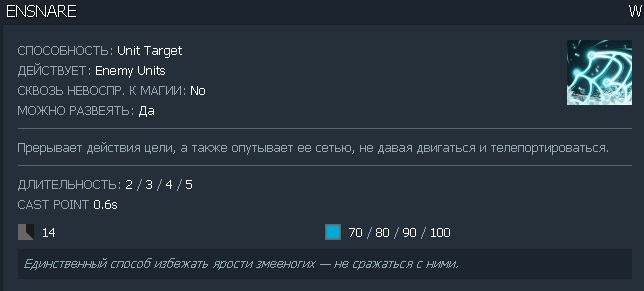 ENSNARE W
СПОСОБНОСТЬ: Unit Target
ДЕЙСТВУЕТ: Enemy Units
СКВОЗЬ НЕВОСПР. К МАГИИ: No
МОЖНО РАЗВЕЯТЬ: Да
Прерывает действия цели, а также опутывает ее сетью, не давая двигаться и телепортироваться.
ДЛИТЕЛЬНОСТЬ: 2 / 3 / 4 / 5
CAST POINT 0.6s
14 70 / 80 / 90 / 100
Единственный способ избежать ярости змееногих — не сражаться с ними.